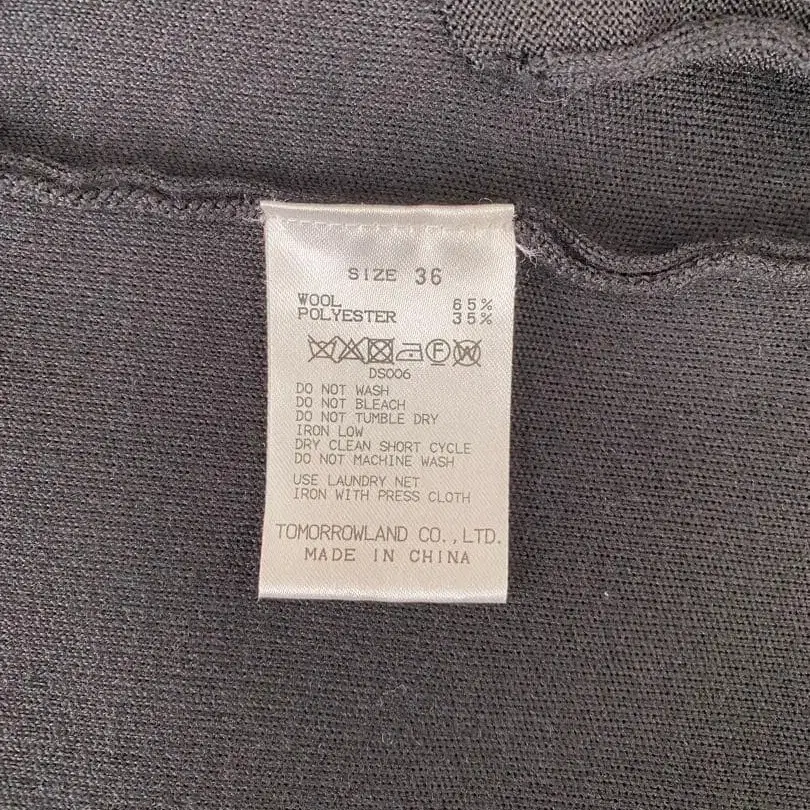 SIZE 36
WOOL 65%
POLYESTER 35%
F W
DS006
DO NOT WASH
DO NOT BLEACH
DO NOT TUMBLE DRY
IRON LOW
DRY CLEAN SHORT CYCLE
DO NOT MACHINE WASH
USE LAUNDRY NET
IRON WITH PRESS CLOTH
TOMORROWLAND CO.,LTD.
MADE IN CHINA